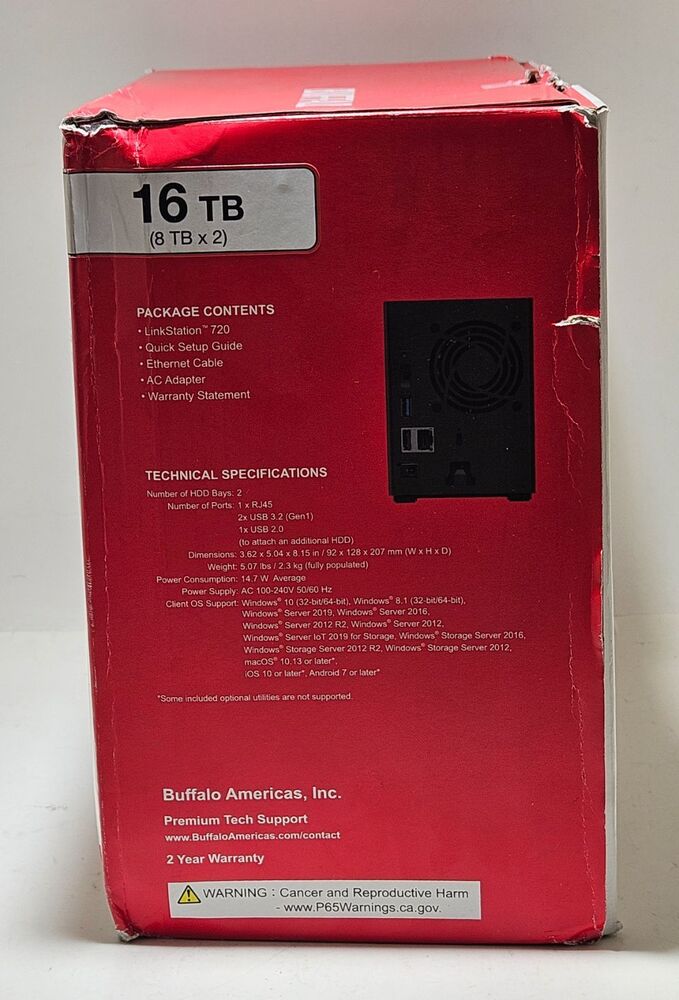 16 TB
(8 TB x 2)
PACKAGE CONTENTS
• LinkStation™ 720
• Quick Setup Guide
• Ethernet Cable
• AC Adapter
• Warranty Statement
TECHNICAL SPECIFICATIONS
Number of HDD Bays: 2
Number of Ports: 1 x RJ45
2x USB 3.2 (Gen1)
1x USB 2.0
(to attach an additional HDD)
Dimensions: 3.62 x 5.04 x 8.15 in / 92 x 128 x 207 mm (W x H x D)
Weight: 5.07 lbs / 2.3 kg (fully populated)
Power Consumption: 14.7 W Average
Power Supply: AC 100-240V 50/60 Hz
Client OS Support: Windows® 10 (32-bit/64-bit), Windows® 8.1 (32-bit/64-bit),
Windows® Server 2019, Windows® Server 2016,
Windows® Server 2012 R2, Windows® Server 2012,
Windows® Server IoT 2019 for Storage, Windows® Storage Server 2016,
Windows® Storage Server 2012 R2, Windows® Storage Server 2012,
macOS® 10.13 or later*,
iOS 10 or later*, Android 7 or later*
*Some included optional utilities are not supported.
Buffalo Americas, Inc.
Premium Tech Support
www.BuffaloAmericas.com/contact
2 Year Warranty
WARNING : Cancer and Reproductive Harm
- www.P65Warnings.ca.gov.